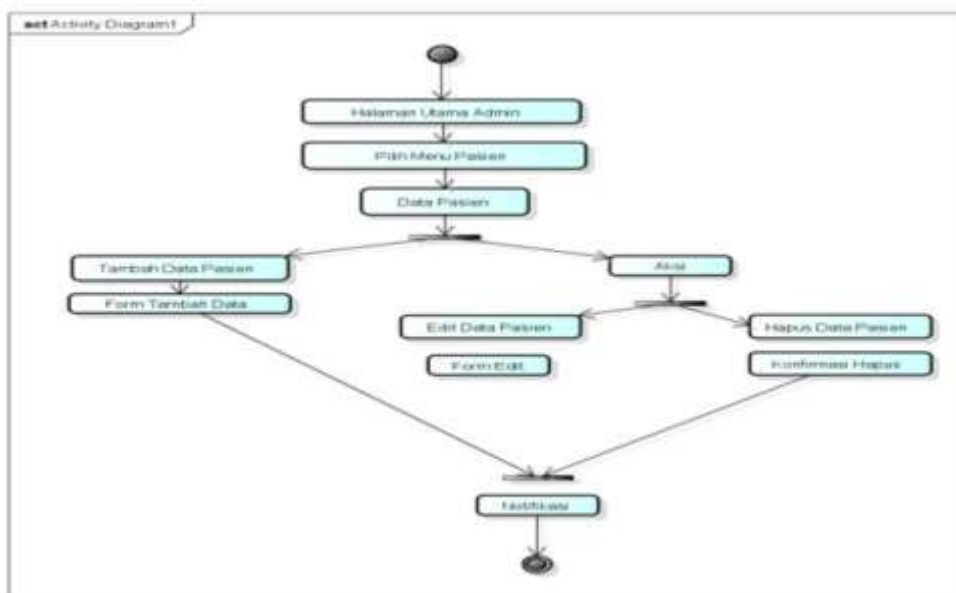 act Activity Diagram1
Halaman Utama Admin
Pilih Menu Pasien
Data Pasien
Tambah Data Pasien
Aksi
Form Tambah Data
Edit Data Pasien
Hapus Data Pasien
Form Edit
Konfirmasi Hapus
Notifikasi